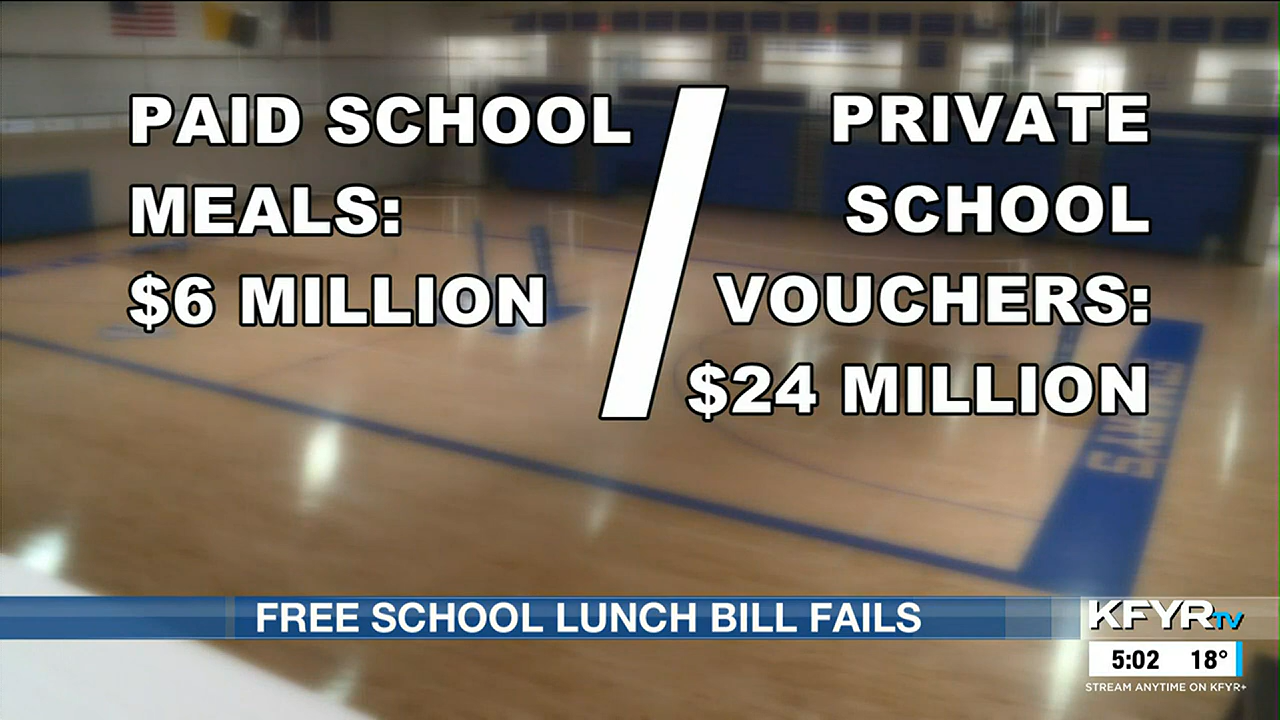 PAID SCHOOL
MEALS:
$6 MILLION
PRIVATE
SCHOOL
VOUCHERS:
$24 MILLION
FREE SCHOOL LUNCH BILL FAILS
KFYRTV
5:02 18°
STREAM ANYTIME ON KFYR+